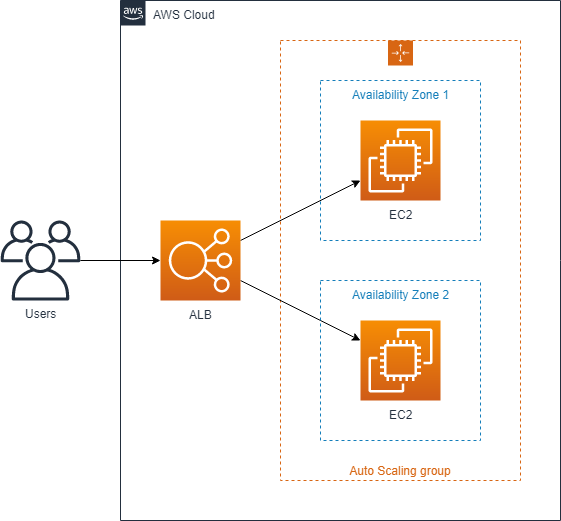 aws
AWS Cloud
Availability Zone 1
EC2
Users
ALB
Availability Zone 2
EC2
Auto Scaling group